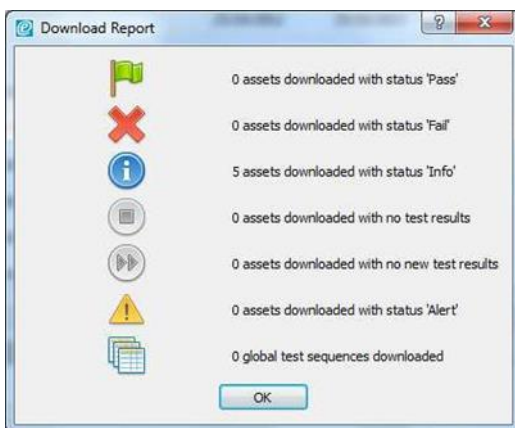 Download Report
0 assets downloaded with status 'Pass'
0 assets downloaded with status 'Fail'
5 assets downloaded with status 'Info'
0 assets downloaded with no test results
0 assets downloaded with no new test results
0 assets downloaded with status 'Alert'
0 global test sequences downloaded
OK